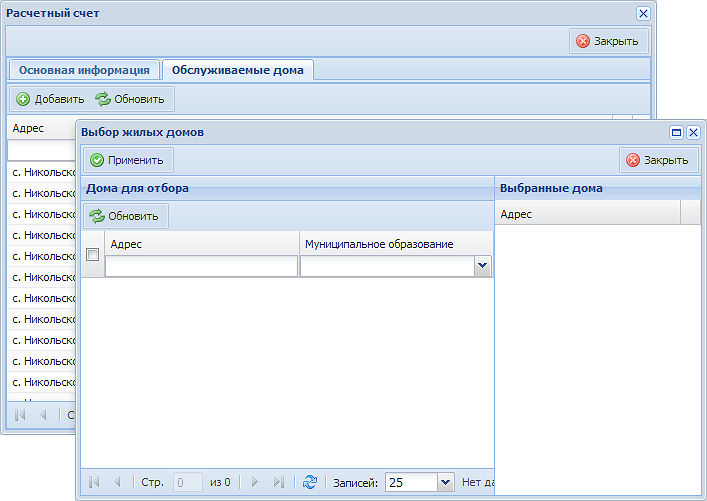 Расчетный счет
Закрыть
Основная информация
Обслуживаемые дома
Добавить
Обновить
Адрес
с. Никольско
с. Никольско
с. Никольско
с. Никольско
с. Никольско
с. Никольско
с. Никольско
с. Никольско
с. Никольско
с. Никольско
с. Никольско
Выбор жилых домов
Применить
Закрыть
Дома для отбора
Обновить
Адрес
Муниципальное образование
Стр. 0 из 0
Записей: 25
Нет да
Выбранные дома
Адрес